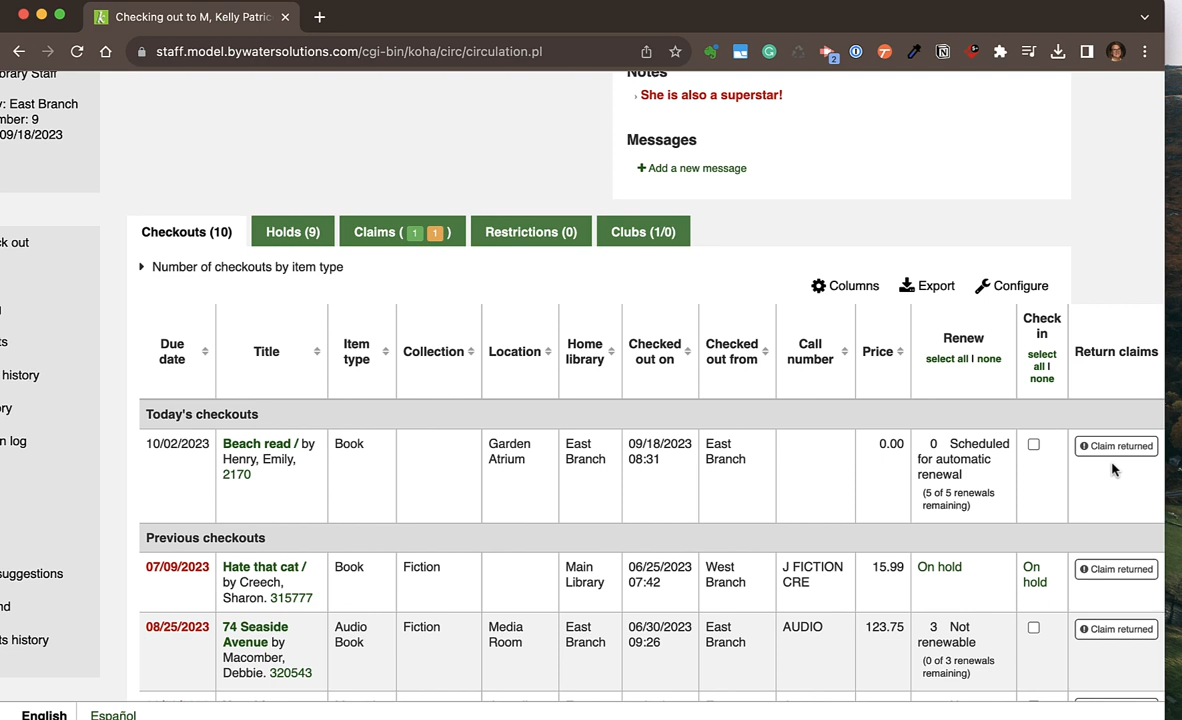 Checking out to M, Kelly Patric
staff.model.bywatersolutions.com/cgi-bin/koha/circ/circulation.pl
2
orary Staff
y: East Branch
mber: 9
09/18/2023
ck out
ts
history
ry
n log
suggestions
nd
ts history
Notes
› She is also a superstar!
Messages
+ Add a new message
Checkouts (10)
Holds (9)
Claims ( 1 1 )
Restrictions (0)
Clubs (1/0)
Number of checkouts by item type
Columns
Export
Configure
Due date
Title
Item type
Collection
Location
Home library
Checked out on
Checked out from
Call number
Price
Renew
select all | none
Check in
select all | none
Return claims
Today's checkouts
10/02/2023
Beach read / by
Henry, Emily,
2170
Book
Garden
Atrium
East
Branch
09/18/2023
08:31
East
Branch
0.00
0 Scheduled
for automatic
renewal
(5 of 5 renewals
remaining)
Claim returned
Previous checkouts
07/09/2023
Hate that cat /
by Creech,
Sharon. 315777
Book
Fiction
Main
Library
06/25/2023
07:42
West
Branch
J FICTION
CRE
15.99
On hold
On
hold
Claim returned
08/25/2023
74 Seaside
Avenue by
Macomber,
Debbie. 320543
Audio
Book
Fiction
Media
Room
East
Branch
06/30/2023
09:26
East
Branch
AUDIO
123.75
3 Not
renewable
(0 of 3 renewals
remaining)
Claim returned
English
Español